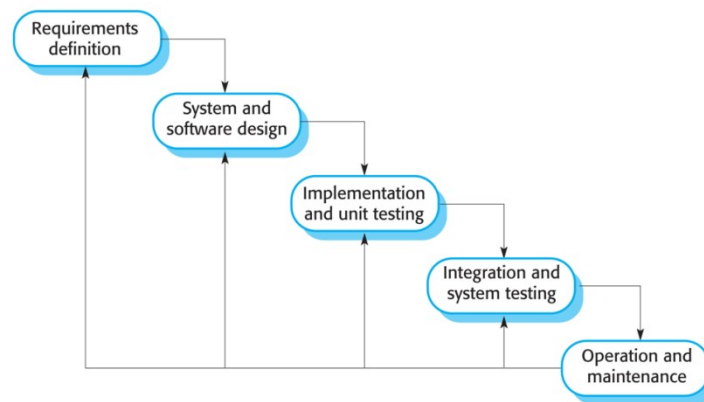 Requirements
definition
System and
software design
Implementation
and unit testing
Integration and
system testing
Operation and
maintenance